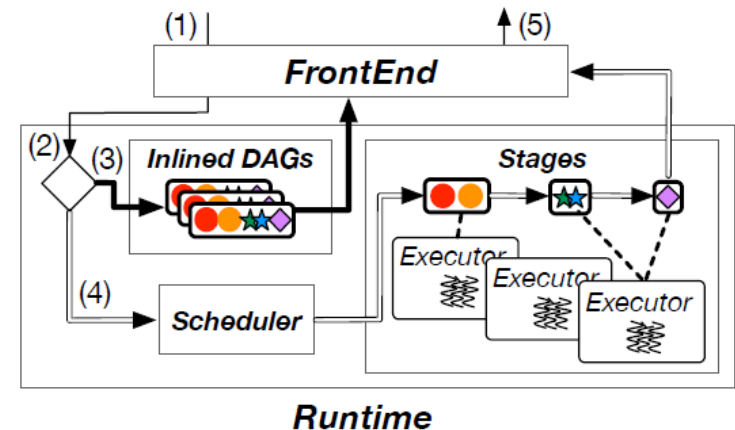 (1)
(5)
FrontEnd
(2)
(3)
Inlined DAGs
Stages
(4)
Scheduler
Executor
Executor
Executor
Runtime